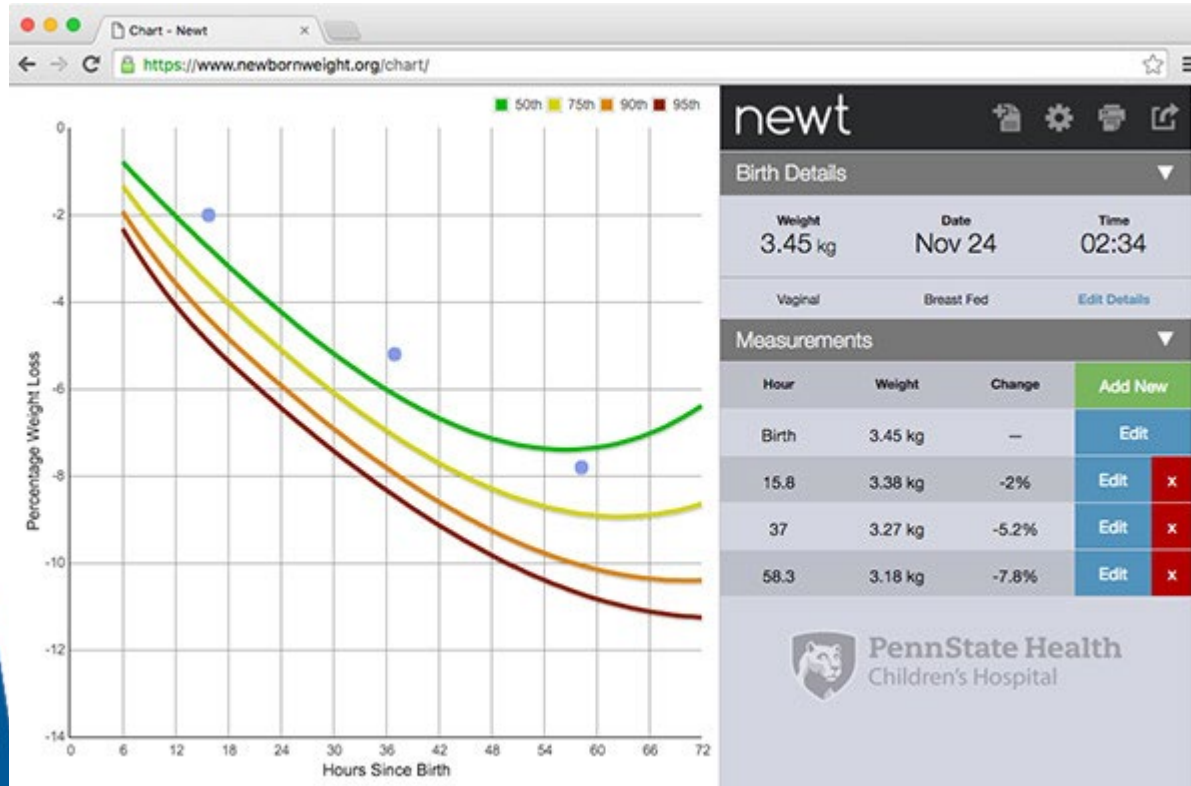 Chart - Newt
https://www.newbornweight.org/chart/
50th 75th 90th 95th
0
-2
-4
-6
-8
-10
-12
-14
Percentage Weight Loss
0 6 12 18 24 30 36 42 48 54 60 66 72
Hours Since Birth
newt
Birth Details
Weight Date Time
3.45 kg Nov 24 02:34
Vaginal Breast Fed Edit Details
Measurements
Hour Weight Change Add New
Birth 3.45 kg – Edit
15.8 3.38 kg -2% Edit x
37 3.27 kg -5.2% Edit x
58.3 3.18 kg -7.8% Edit x
PennState Health
Children's Hospital